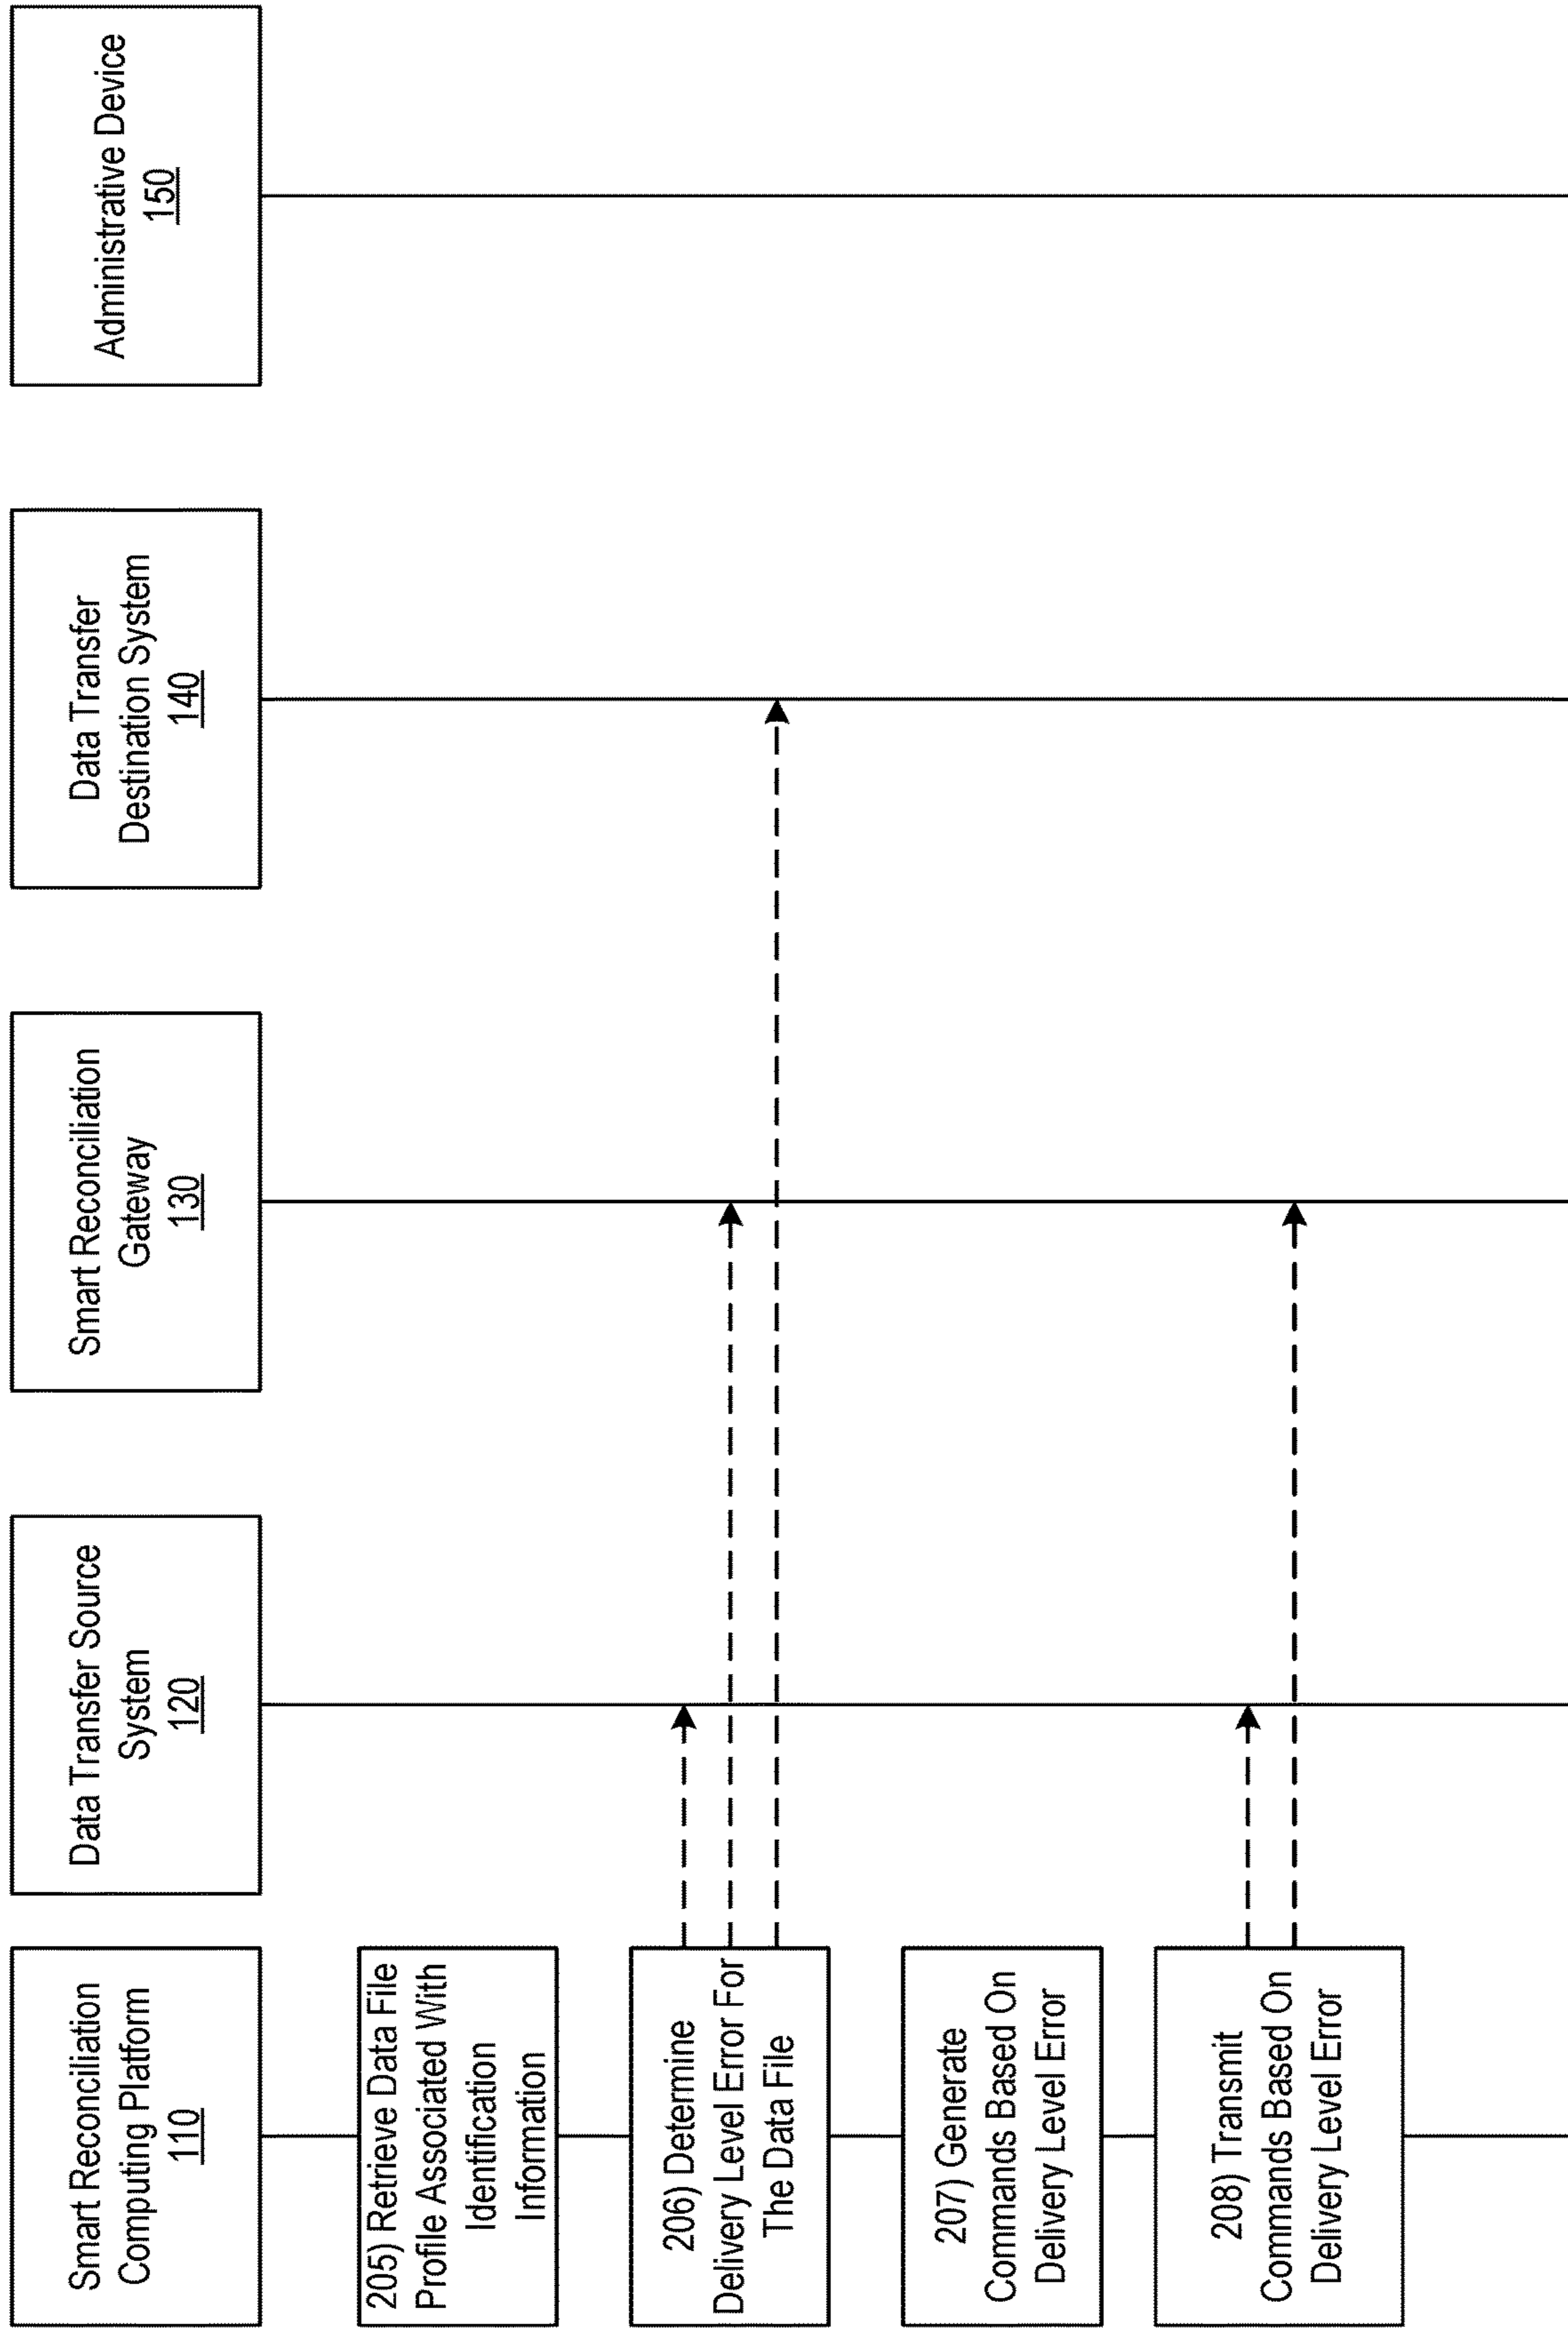 Smart Reconciliation
Computing Platform
110
Data Transfer Source
System
120
Smart Reconciliation
Gateway
130
Data Transfer
Destination System
140
Administrative Device
150
205) Retrieve Data File
Profile Associated With
Identification
Information
206) Determine
Delivery Level Error For
The Data File
207) Generate
Commands Based On
Delivery Level Error
208) Transmit
Commands Based On
Delivery Level Error